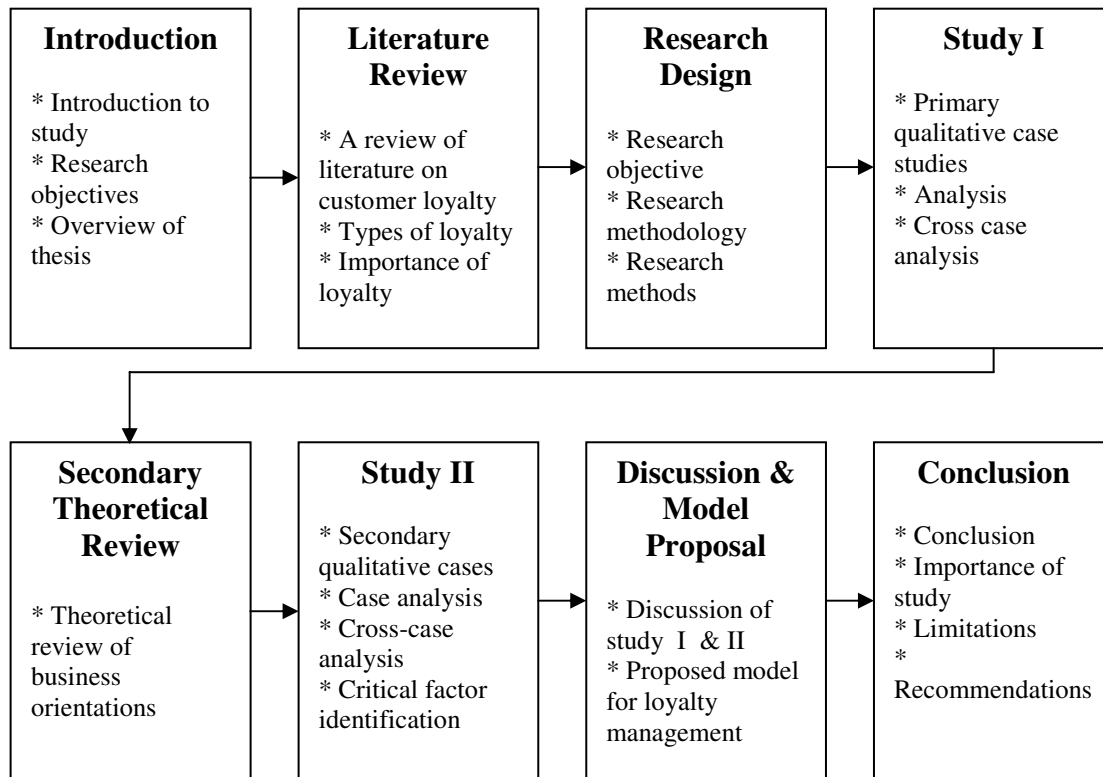 Introduction
* Introduction to
study
* Research
objectives
* Overview of
thesis
Literature
Review
* A review of
literature on
customer loyalty
* Types of loyalty
* Importance of
loyalty
Research
Design
* Research
objective
* Research
methodology
* Research
methods
Study I
* Primary
qualitative case
studies
* Analysis
* Cross case
analysis
Secondary
Theoretical
Review
* Theoretical
review of
business
orientations
Study II
* Secondary
qualitative cases
* Case analysis
* Cross-case
analysis
* Critical factor
identification
Discussion &
Model
Proposal
* Discussion of
study I & II
* Proposed model
for loyalty
management
Conclusion
* Conclusion
* Importance of
study
* Limitations
*
Recommendations